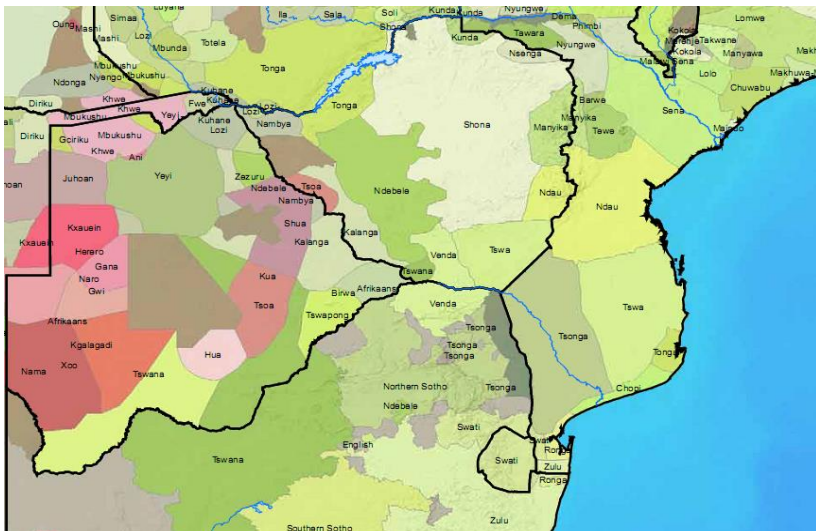 Luyana
Simaa
Ila
Sala
Soli
Kunda
Kunda
Nyungwe
Dema
Oung
Mashi
Mashi
Lozi
Mbunda
Totela
Shona
Kunda
Tawara
Phimbi
Nyungwe
Nsenga
Kokola
Marenje
Takwane
Lomwe
Kokola
Manyawa
Malawi Sena
Lolo
Chuwabu
Makhuwa-M
Mbukushu
Nyengo
Mbukushu
Ndonga
Tonga
Tonga
Diriku
Khwe
Khwe
Mbukushu
Yeyi
Kuhane
Fwe
Kuhane
Lozi
Lozi
Nambya
Kuhane
Lozi
Diriku
Gciriku
Mbukushu
Khwe
Ani
Shona
Barwe
Manyika
Manyika
Tewe
Sena
Maindo
Juhoan
Yeyi
Zezuru
Ndebele
Tsoa
Nambya
Ndebele
Ndau
Ndau
Kxauein
Kxauein
Herero
Shua
Kalanga
Kalanga
Gana
Naro
Gwi
Kua
Tsoa
Venda
Tswa
Tswana
Birwa
Afrikaans
Tswapong
Venda
Tswa
Afrikaans
Kgalagadi
Xoo
Nama
Tswana
Hua
Tsonga
Tsonga
Tsonga
Tsonga
Tsonga
Tonga
Chopi
Northern Sotho
Ndebele
Swati
English
Tswana
Swati
Swati
Ronga
Zulu
Ronga
Zulu
Southern Sotho